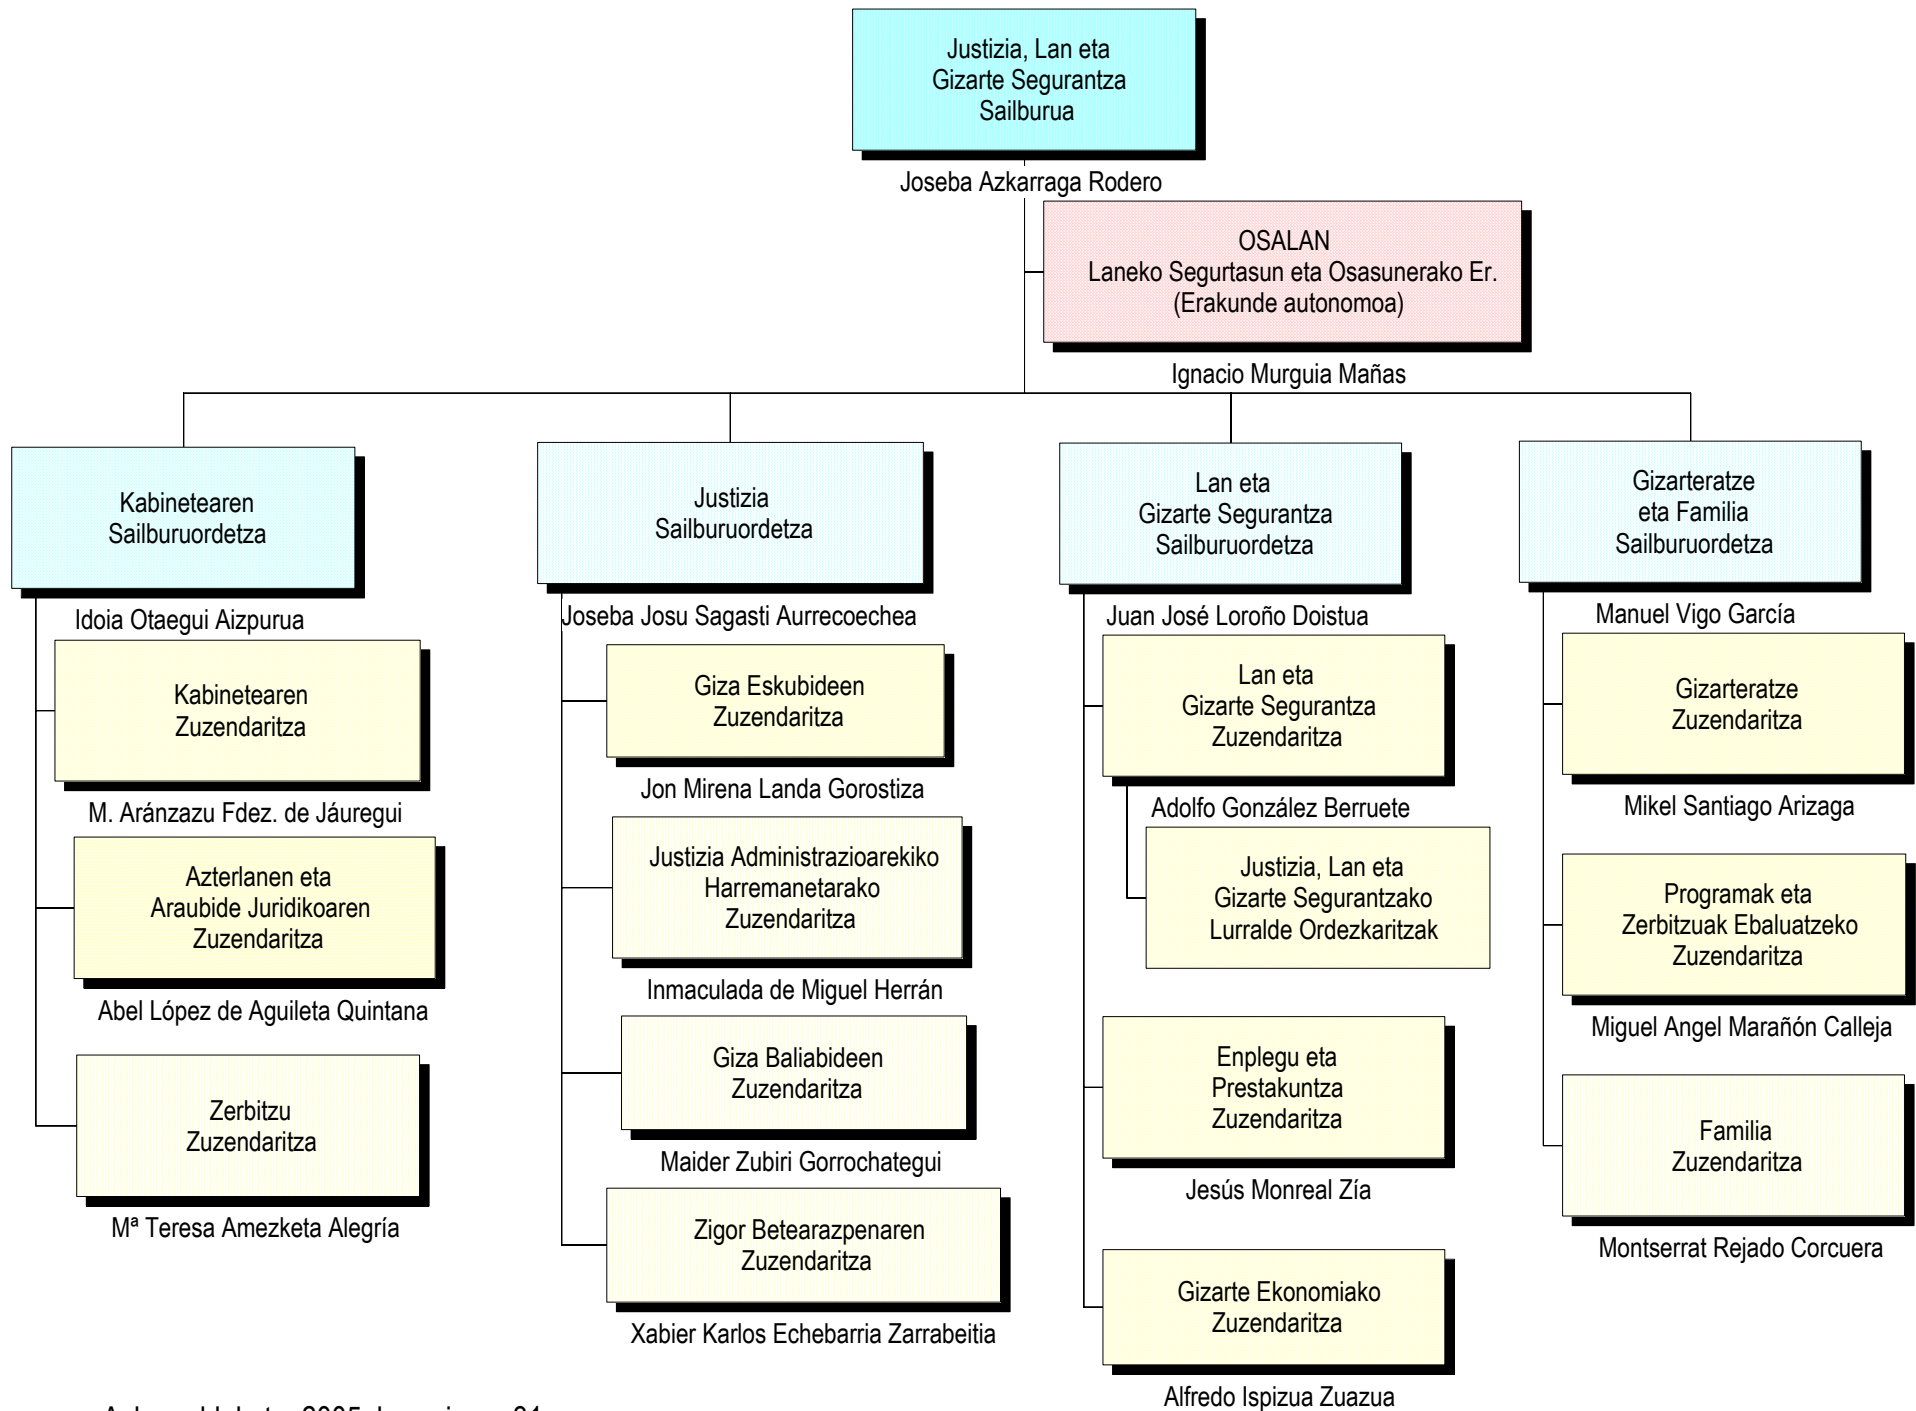 Justizia, Lan eta
Gizarte Segurantza
Sailburua
Joseba Azkarraga Rodero
OSALAN
Laneko Segurtasun eta Osasunerako Er.
(Erakunde autonomoa)
Ignacio Murguia Mañas
Kabinetearen
Sailburuordetza
Idoia Otaegui Aizpurua
Kabinetearen
Zuzendaritza
M. Aránzazu Fdez. de Jáuregui
Azterlanen eta
Araubide Juridikoaren
Zuzendaritza
Abel López de Aguileta Quintana
Zerbitzu
Zuzendaritza
Mª Teresa Amezketa Alegría
Justizia
Sailburuordetza
Joseba Josu Sagasti Aurrecoechea
Giza Eskubideen
Zuzendaritza
Jon Mirena Landa Gorostiza
Justizia Administrazioarekiko
Harremanetarako
Zuzendaritza
Inmaculada de Miguel Herrán
Giza Baliabideen
Zuzendaritza
Maider Zubiri Gorrochategui
Zigor Betearazpenaren
Zuzendaritza
Xabier Karlos Echebarria Zarrabeitia
Lan eta
Gizarte Segurantza
Sailburuordetza
Juan José Loroño Doistua
Lan eta
Gizarte Segurantza
Zuzendaritza
Adolfo González Berruete
Justizia, Lan eta
Gizarte Segurantzako
Lurralde Ordezkaritzak
Enplegu eta
Prestakuntza
Zuzendaritza
Jesús Monreal Zía
Gizarte Ekonomiako
Zuzendaritza
Alfredo Ispizua Zuazua
Gizarteratze
eta Familia
Sailburuordetza
Manuel Vigo García
Gizarteratze
Zuzendaritza
Mikel Santiago Arizaga
Programak eta
Zerbitzuak Ebaluatzeko
Zuzendaritza
Miguel Angel Marañón Calleja
Familia
Zuzendaritza
Montserrat Rejado Corcuera